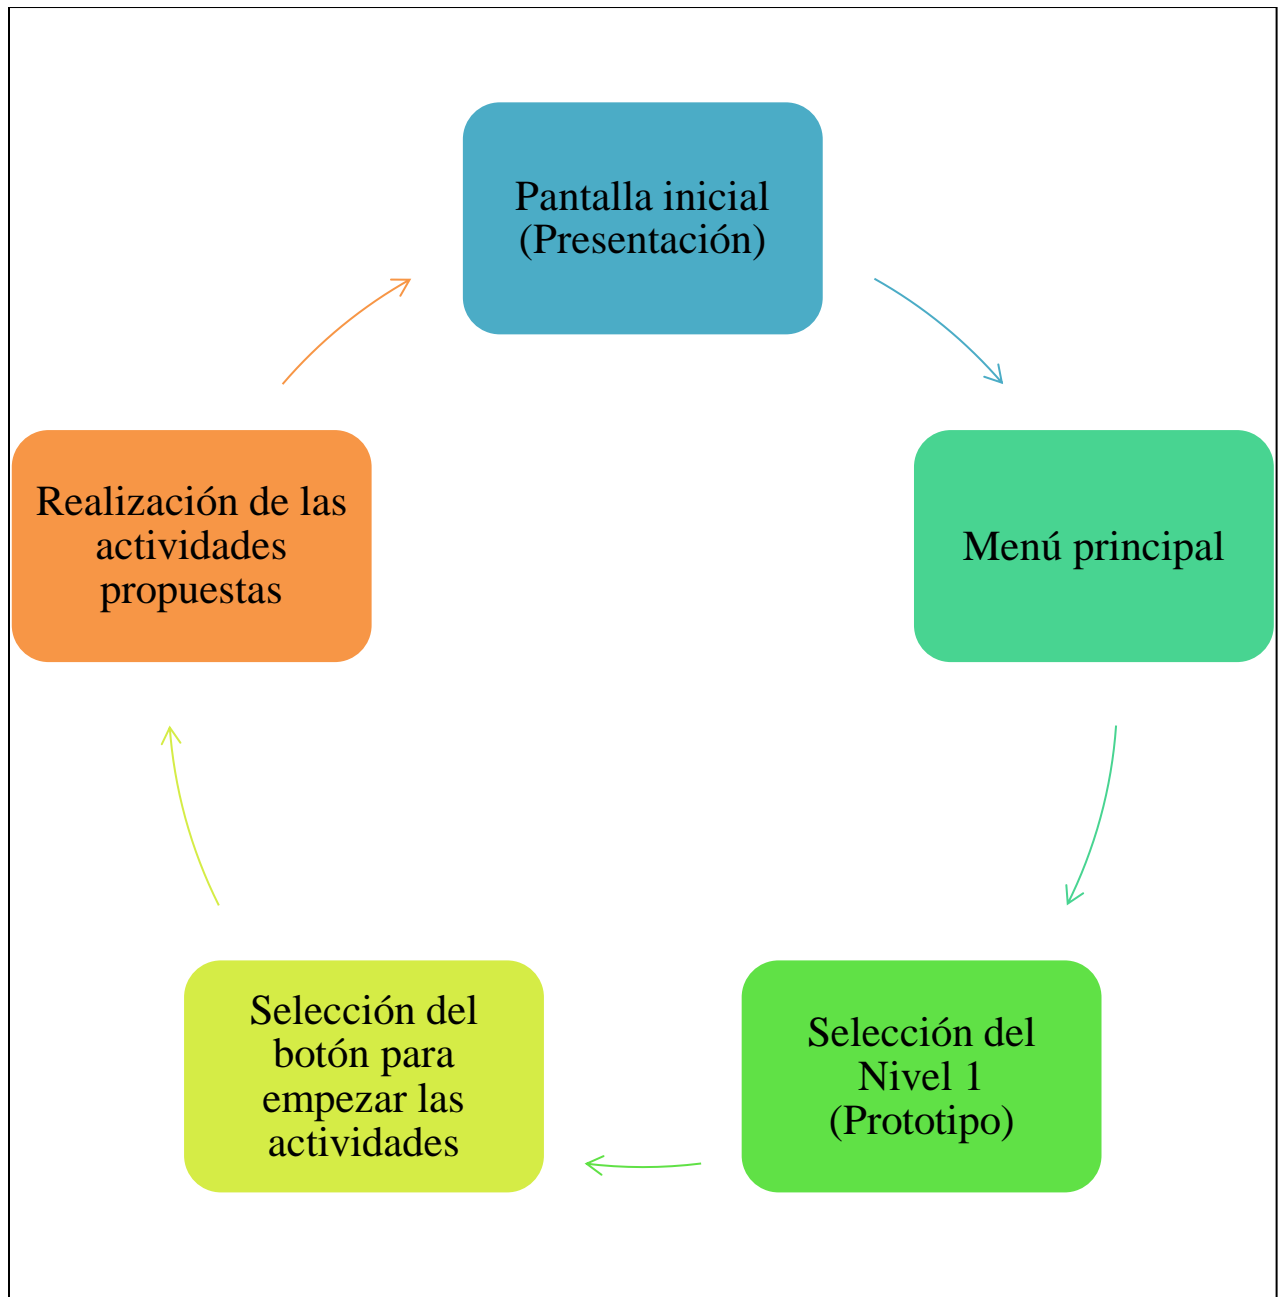 Pantalla inicial
(Presentación)
Menú principal
Selección del
Nivel 1
(Prototipo)
Selección del
botón para
empezar las
actividades
Realización de las
actividades
propuestas